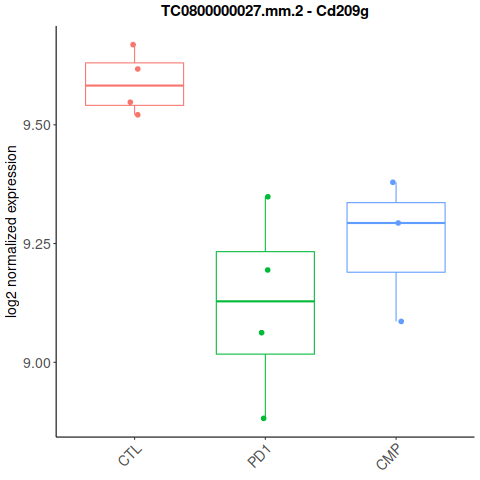 TC0800000027.mm.2 - Cd209g
log2 normalized expression
9.50
9.25
9.00
CTL
PD1
CMP